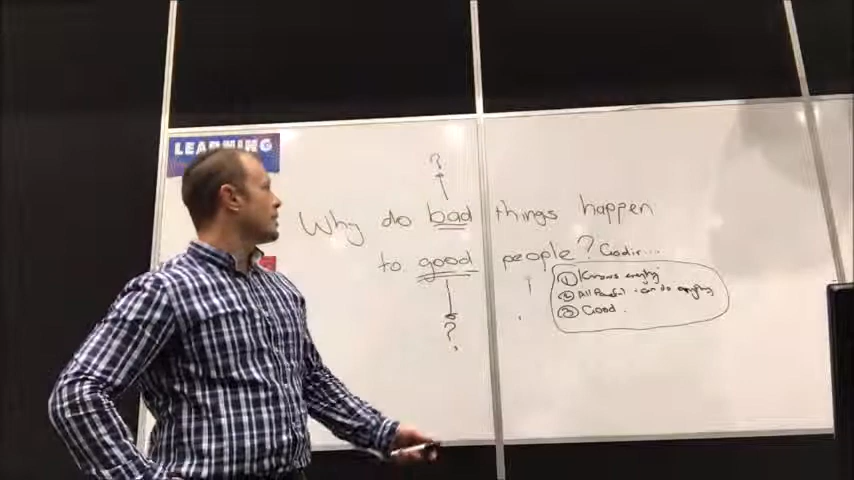 LEARNING
?
Why do bad things happen
to good people? God is...
① Knows everything
② All Powerful - can do everything
③ Good.
?